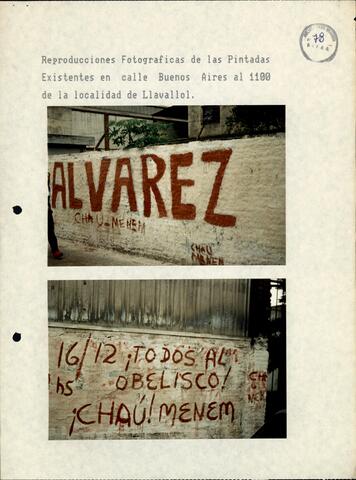 78
Reproducciones Fotograficas de las Pintadas
Existentes en calle Buenos Aires al 1100
de la localidad de Llavallol.
ALVAREZ
CHAU-MENEM
CHAU
MENEM
16/12 ¡TODOS AL
hs OBELISCO!
¡CHAÚ! MENEM